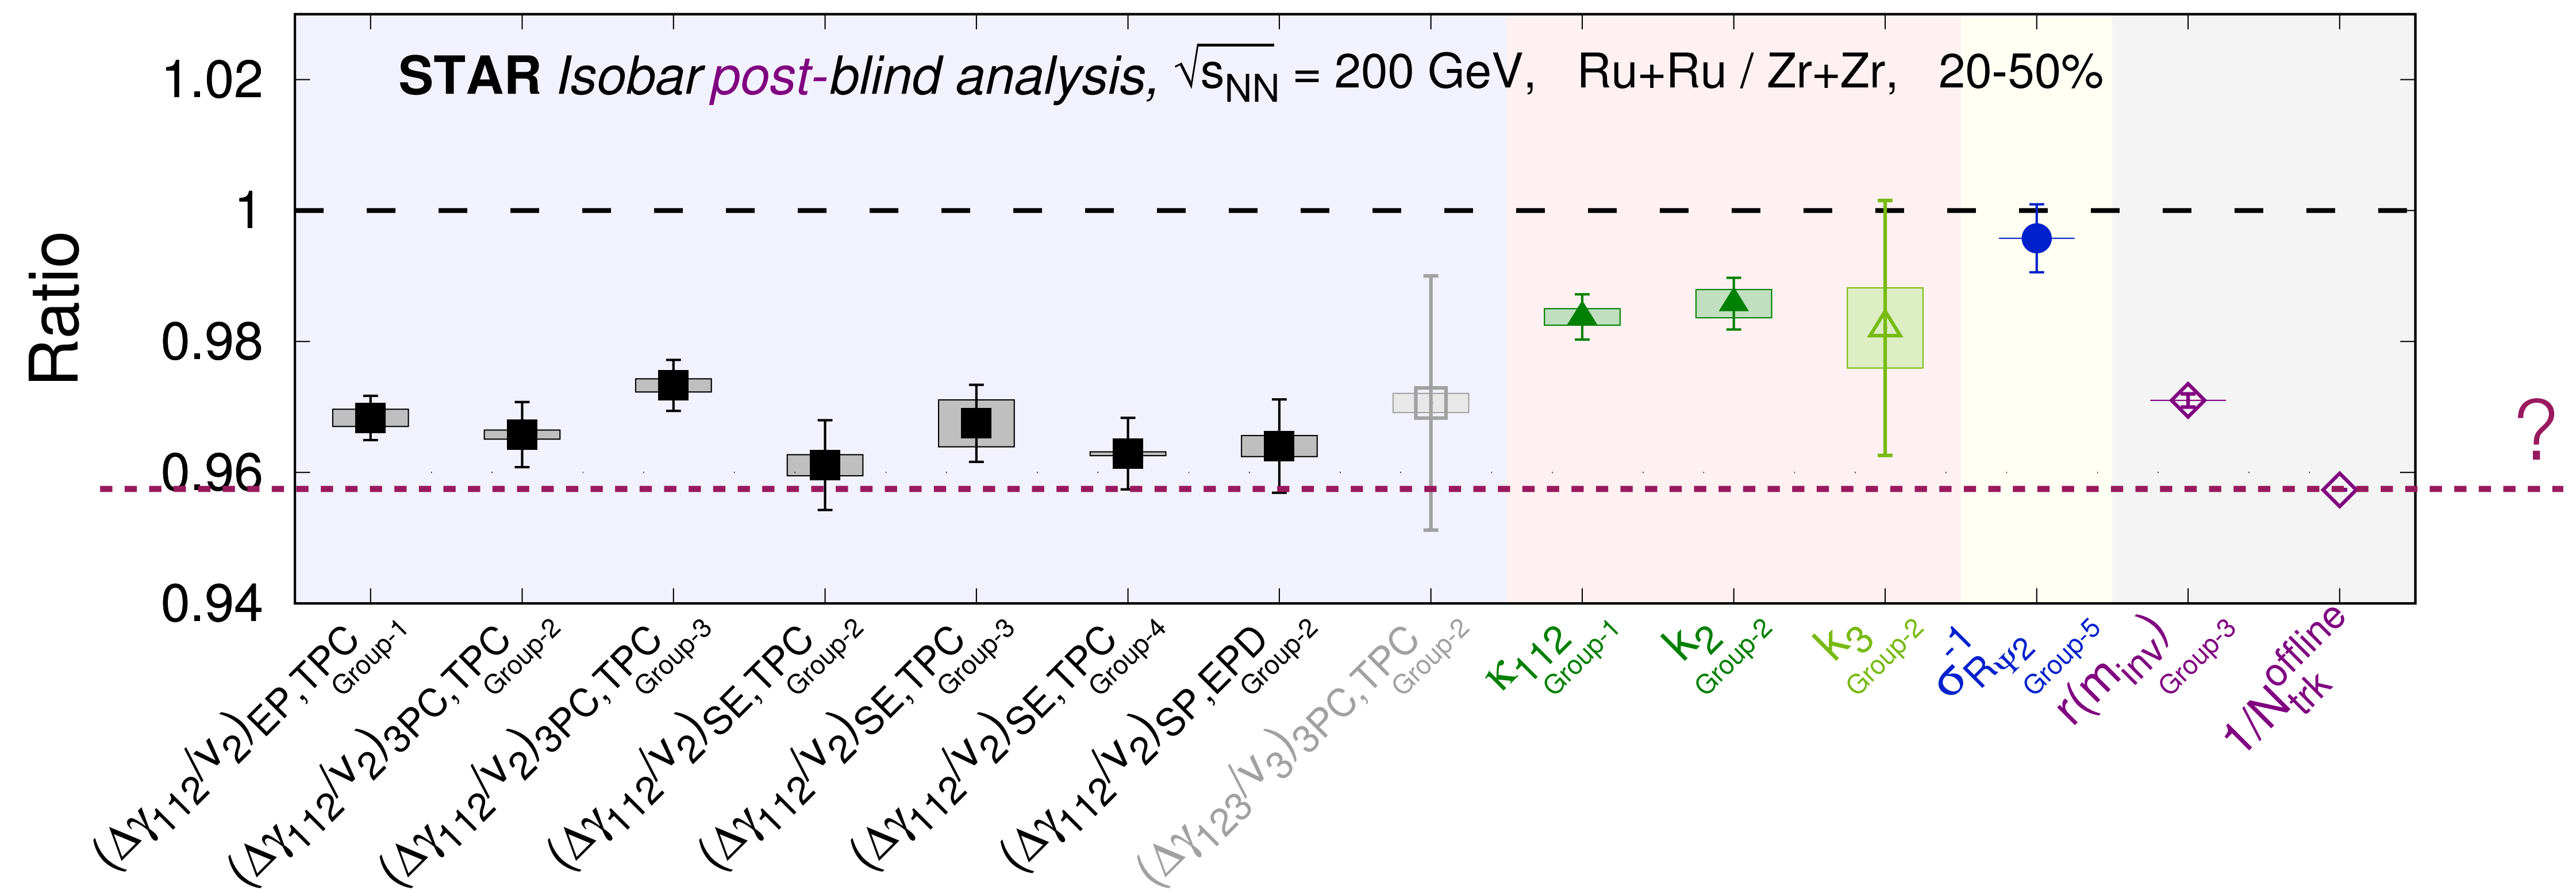 STAR Isobar post-blind analysis, √sNN = 200 GeV, Ru+Ru / Zr+Zr, 20-50%
Ratio
1.02
1
0.98
0.96
0.94
?
(Δγ112/v2)EP,TPC
Group-1
(Δγ112/v2)3PC,TPC
Group-2
(Δγ112/v2)3PC,TPC
Group-3
(Δγ112/v2)SE,TPC
Group-2
(Δγ112/v2)SE,TPC
Group-3
(Δγ112/v2)SE,TPC
Group-4
(Δγ112/v2)SP,EPD
Group-2
(Δγ123/v3)3PC,TPC
Group-2
κ112
Group-1
k2
Group-2
k3
Group-2
σ-1RΨ2
Group-5
r(minv)
Group-3
1/Nofflinetrk